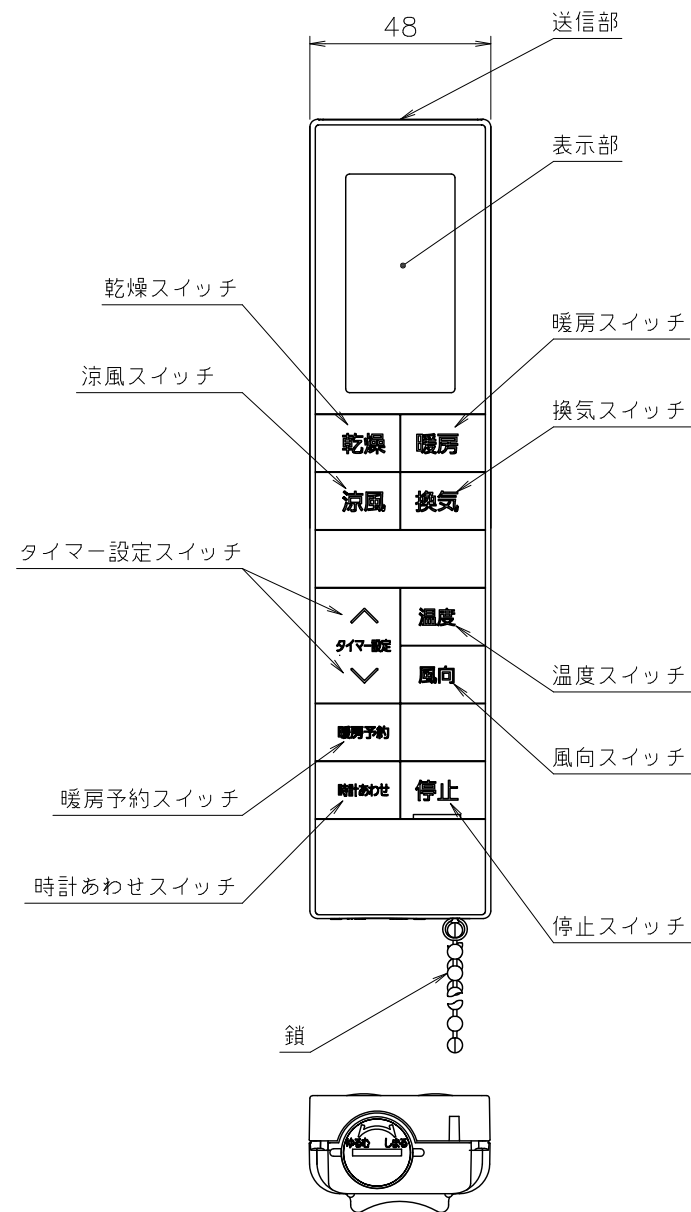 48
送信部
表示部
乾燥スイッチ
暖房スイッチ
涼風スイッチ
換気スイッチ
乾燥 暖房
涼風 換気
タイマー設定スイッチ
温度
タイマー設定
風向
温度スイッチ
暖房予約
風向スイッチ
暖房予約スイッチ
時計あわせ 停止
時計あわせスイッチ
停止スイッチ
鎖
ゆるむ しまる